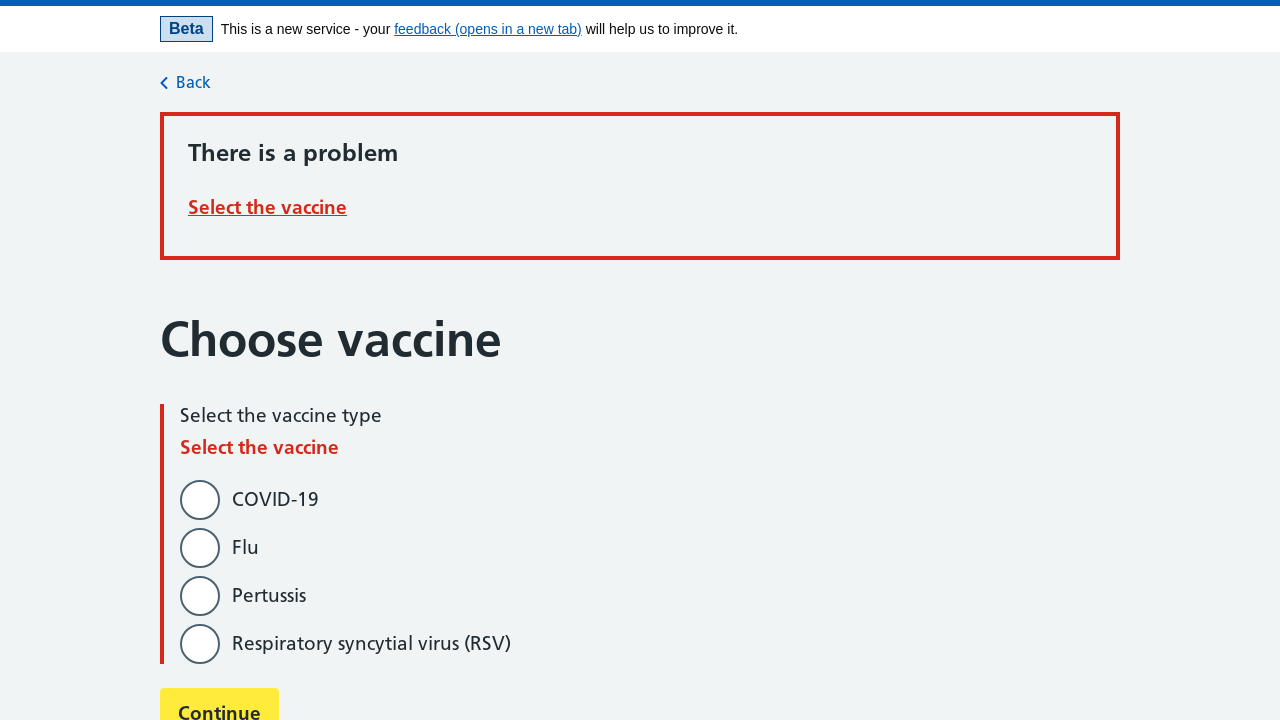 Beta This is a new service - your feedback (opens in a new tab) will help us to improve it.
Back
There is a problem
Select the vaccine
Choose vaccine
Select the vaccine type
Select the vaccine
COVID-19
Flu
Pertussis
Respiratory syncytial virus (RSV)
Continue